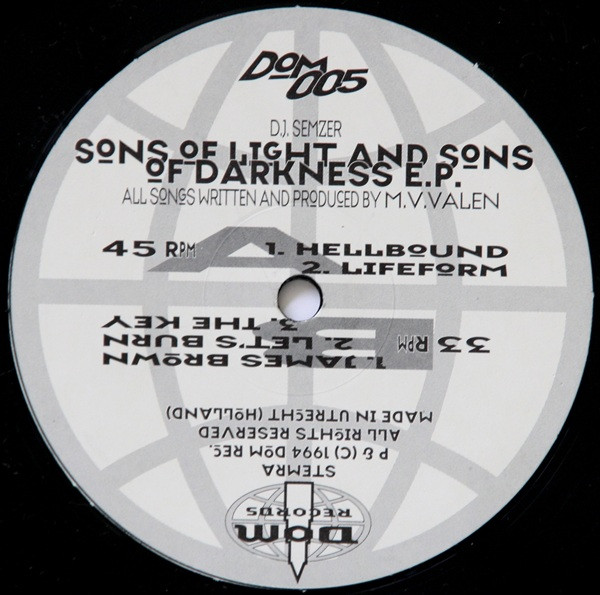 DOM
005
D.J. SEMZER
SONS OF LIGHT AND SONS
OF DARKNESS E.P.
ALL SONGS WRITTEN AND PRODUCED BY M.V.VALEN
45 RPM
A
1. HELLBOUND
2. LIFEFORM
33 RPM
B
1. JAMES BROWN
2. LET'S BURN
3. THE KEY
MADE IN UTRECHT (HOLLAND)
ALL RIGHTS RESERVED
P & (C) 1994 DOM REC.
STEMRA
DOM
RECORDS